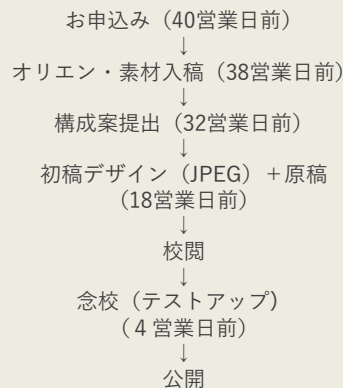 お申込み（40営業日前）
↓
オリエン・素材入稿（38営業日前）
↓
構成案提出（32営業日前）
↓
初稿デザイン（JPEG）＋原稿
（18営業日前）
↓
校閲
↓
念校（テストアップ)
（４営業日前）
↓
公開